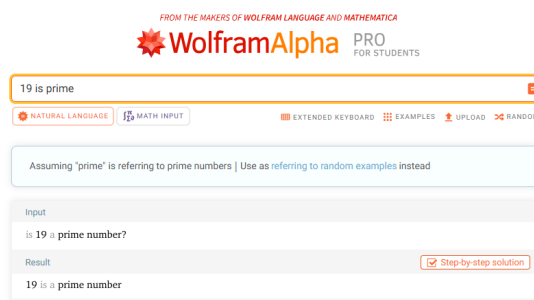 FROM THE MAKERS OF WOLFRAM LANGUAGE AND MATHEMATICA
WolframAlpha PRO
FOR STUDENTS
19 is prime
NATURAL LANGUAGE MATH INPUT EXTENDED KEYBOARD EXAMPLES UPLOAD
Assuming "prime" is referring to prime numbers | Use as referring to random examples instead
Input
is 19 a prime number?
Result Step-by-step solution
19 is a prime number